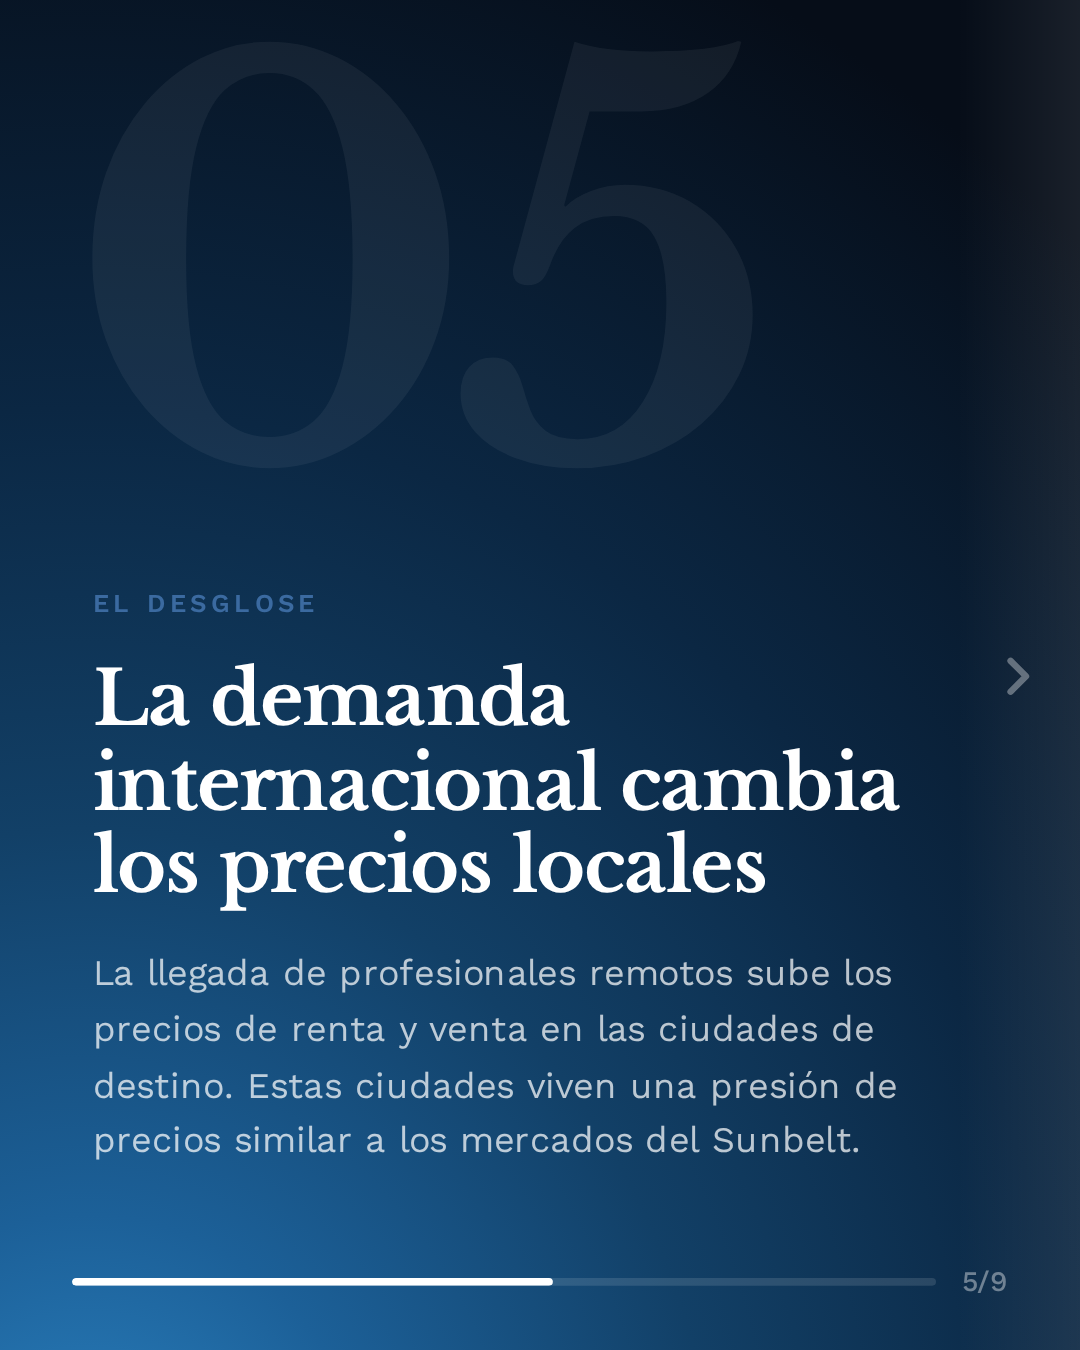 05
EL DESGLOSE
La demanda
internacional cambia
los precios locales
La llegada de profesionales remotos sube los
precios de renta y venta en las ciudades de
destino. Estas ciudades viven una presión de
precios similar a los mercados del Sunbelt.
5/9